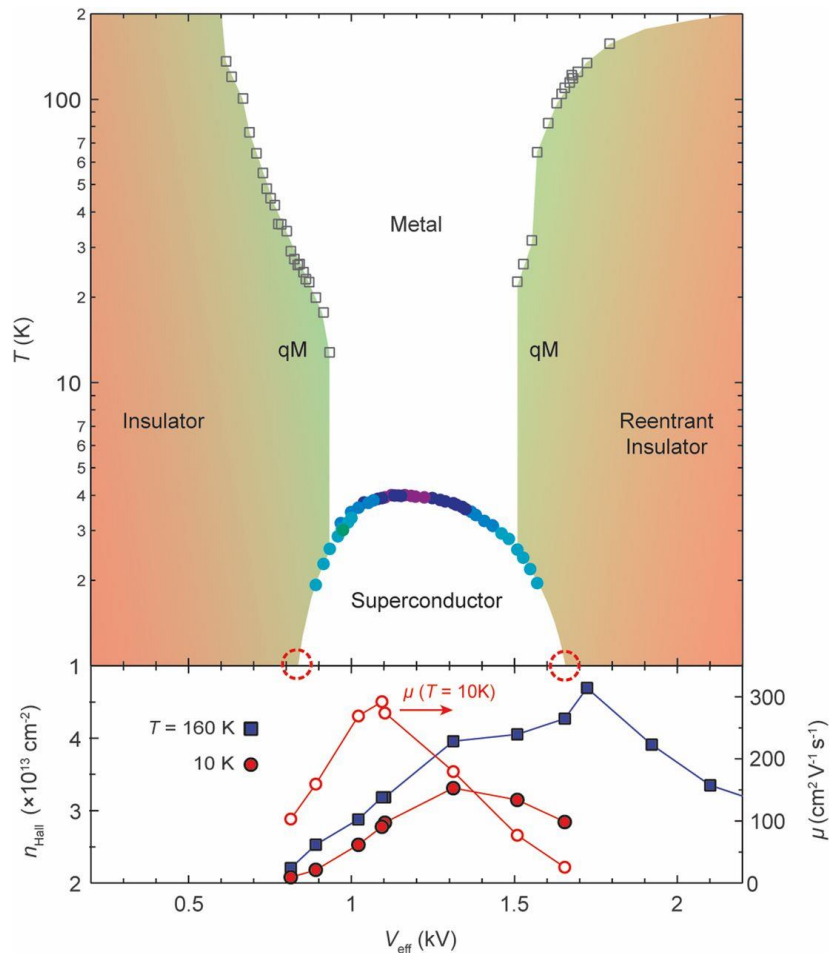 2
100
7
6
5
4
3
2
10
7
6
5
4
3
2
1
T (K)
Metal
qM
qM
Insulator
Reentrant
Insulator
Superconductor
μ (T = 10K)
T = 160 K
10 K
4
3
2
n_Hall (×10^13 cm^-2)
300
200
100
0
μ (cm^2 V^-1 s^-1)
0.5
1
1.5
2
V_eff (kV)